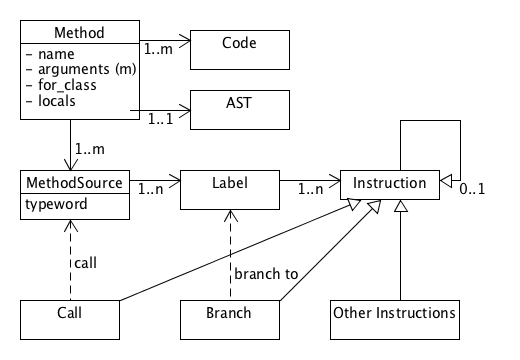 Method
- name
- arguments (m)
- for_class
- locals
1..m
Code
1..1
AST
1..m
MethodSource
typeword
1..n
Label
1..n
Instruction
0..1
call
branch to
Call
Branch
Other Instructions